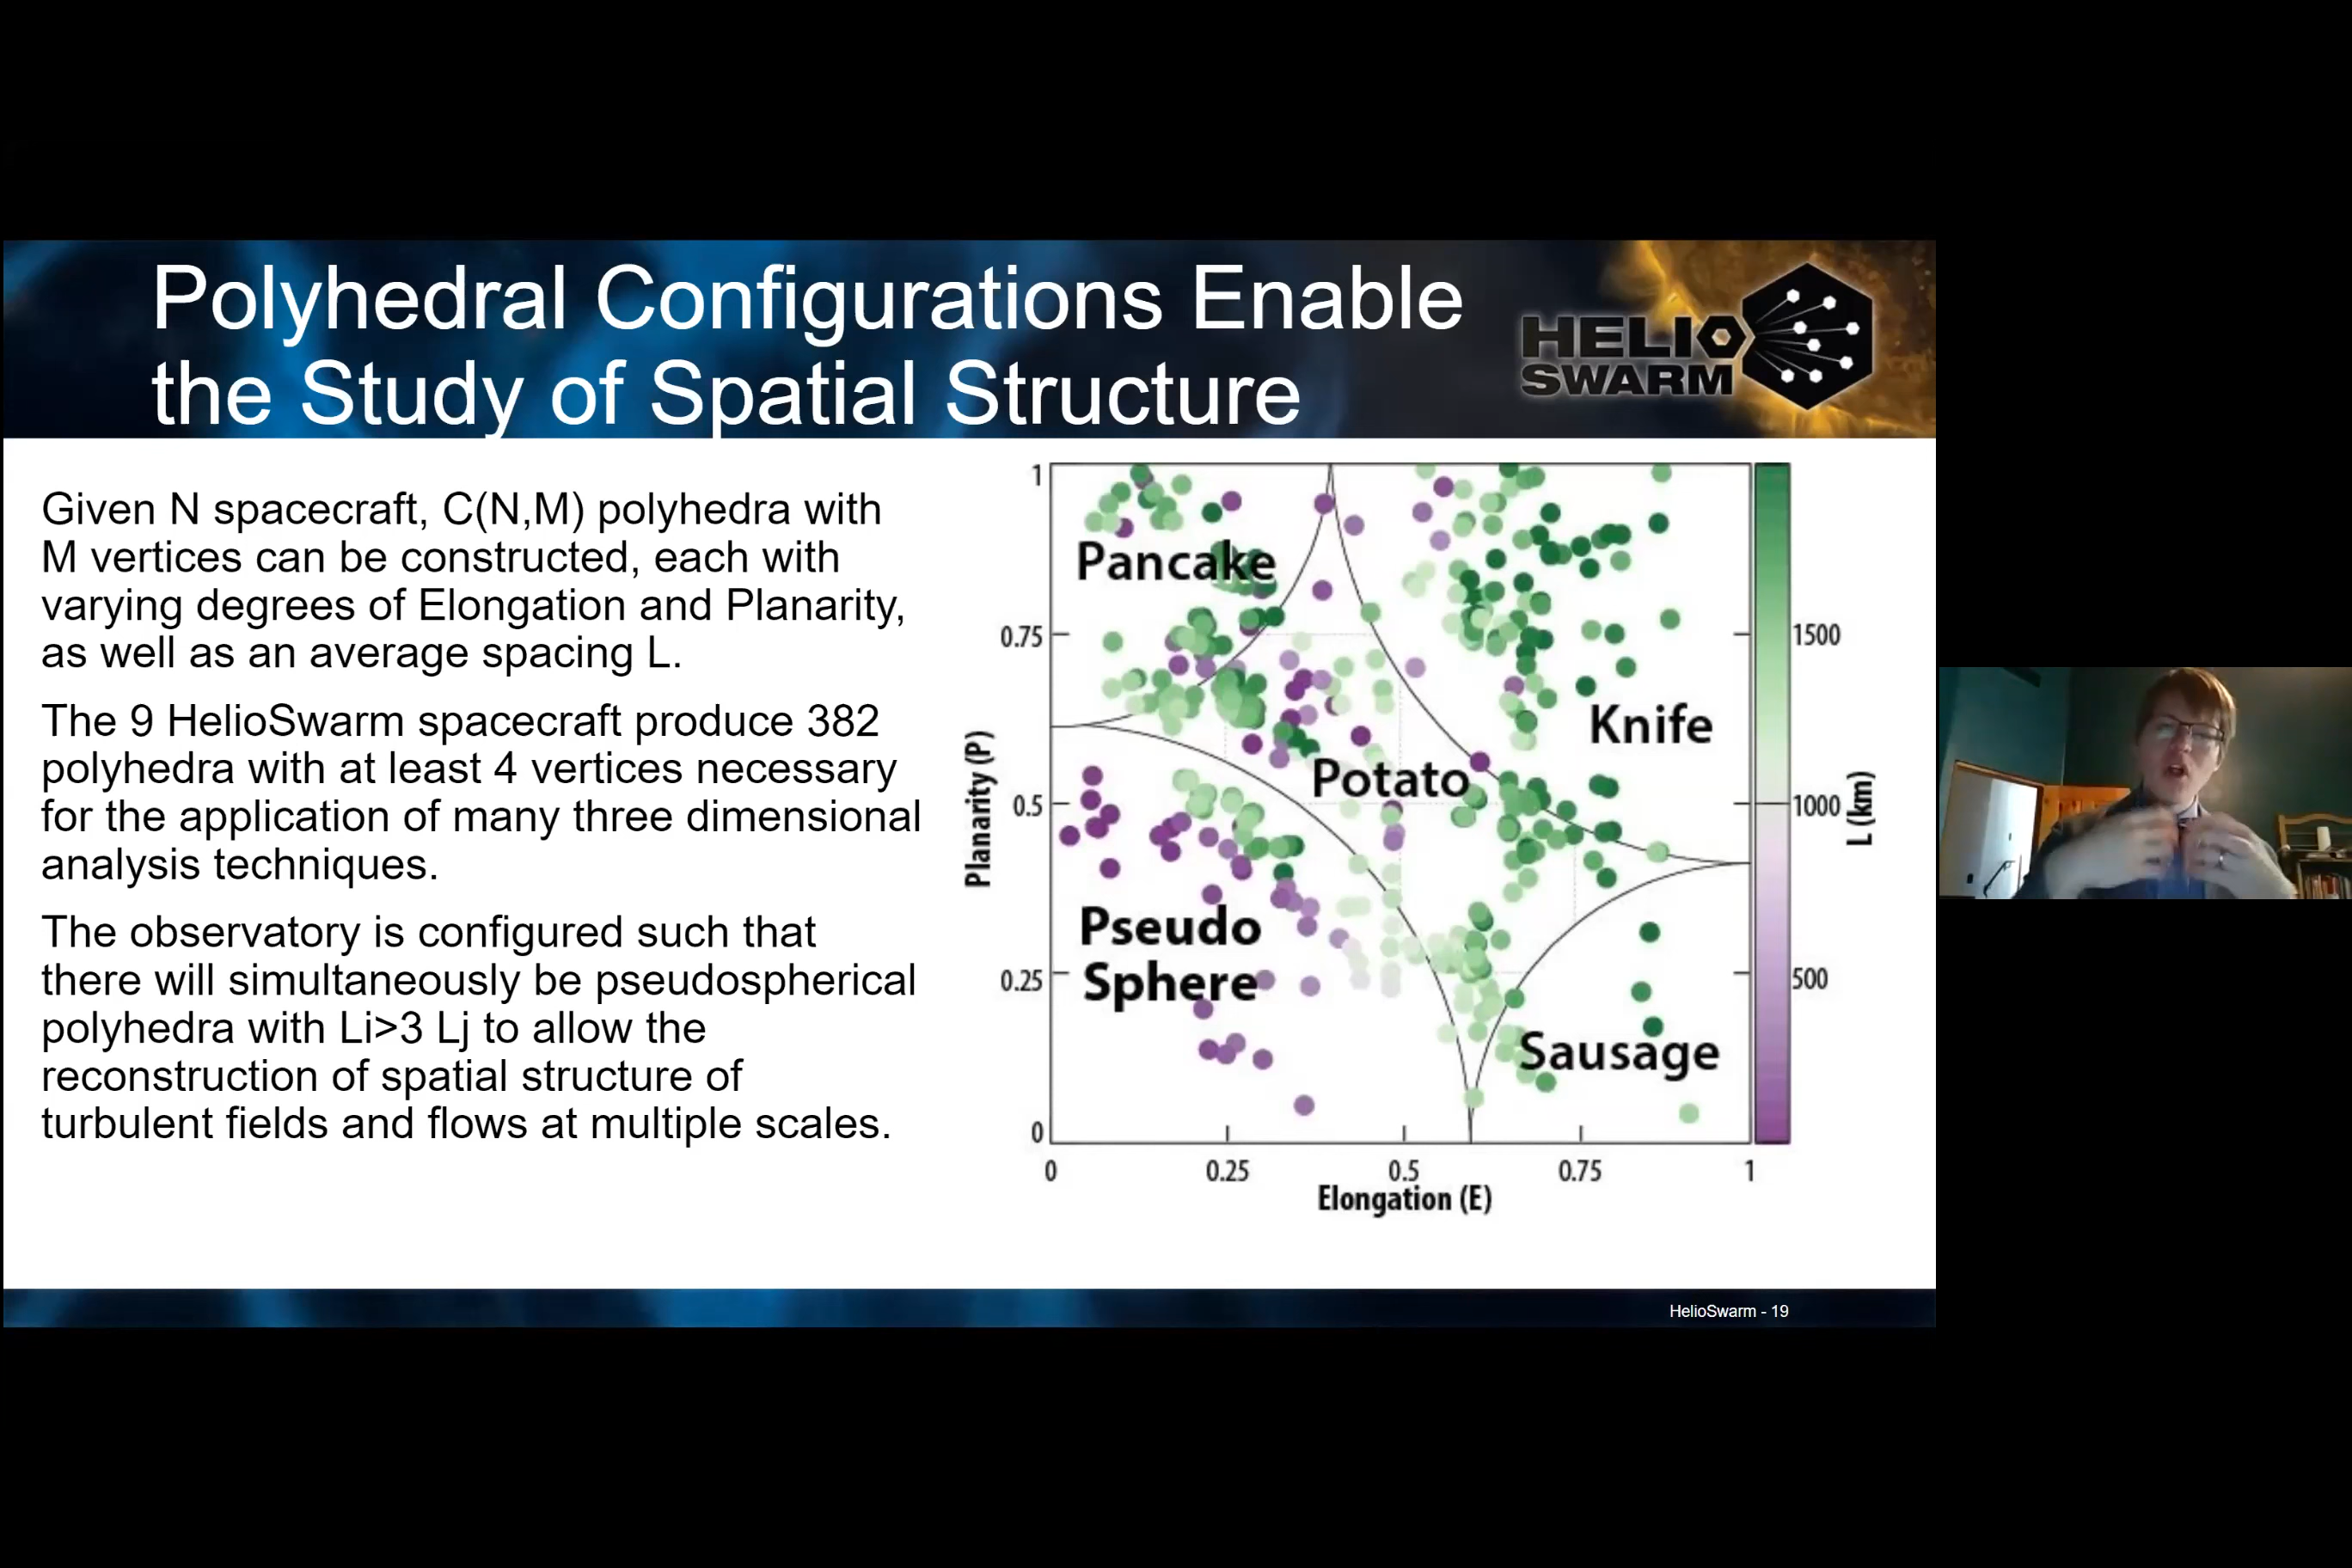 Polyhedral Configurations Enable
the Study of Spatial Structure
HELIO
SWARM
Given N spacecraft, C(N,M) polyhedra with
M vertices can be constructed, each with
varying degrees of Elongation and Planarity,
as well as an average spacing L.
The 9 HelioSwarm spacecraft produce 382
polyhedra with at least 4 vertices necessary
for the application of many three dimensional
analysis techniques.
The observatory is configured such that
there will simultaneously be pseudospherical
polyhedra with Li>3 Lj to allow the
reconstruction of spatial structure of
turbulent fields and flows at multiple scales.
1
0.75
0.5
0.25
0
Planarity (P)
Pancake
Knife
Potato
Pseudo
Sphere
Sausage
0 0.25 0.5 0.75 1
Elongation (E)
1500
1000
500
L (km)
HelioSwarm - 19